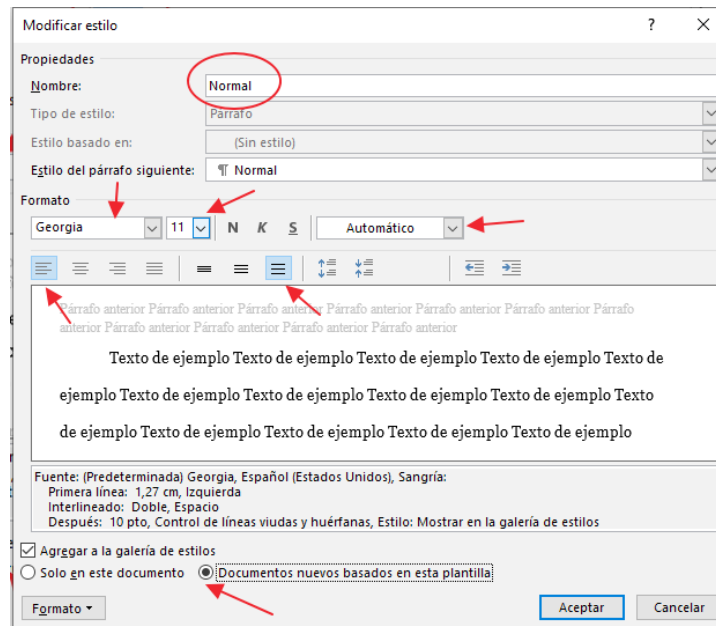 Modificar estilo ? ×
Propiedades
Nombre: Normal
Tipo de estilo: Párrafo
Estilo basado en: (Sin estilo)
Estilo del párrafo siguiente: ¶ Normal
Formato
Georgia 11 N K S Automático
Párrafo anterior Párrafo anterior Párrafo anterior Párrafo anterior Párrafo anterior Párrafo anterior Párrafo
anterior Párrafo anterior Párrafo anterior Párrafo anterior Párrafo anterior
Texto de ejemplo Texto de ejemplo Texto de ejemplo Texto de ejemplo Texto de
ejemplo Texto de ejemplo Texto de ejemplo Texto de ejemplo Texto de ejemplo Texto
de ejemplo Texto de ejemplo Texto de ejemplo Texto de ejemplo Texto de ejemplo
Fuente: (Predeterminada) Georgia, Español (Estados Unidos), Sangría:
Primera línea: 1,27 cm, Izquierda
Interlineado: Doble, Espacio
Después: 10 pto, Control de líneas viudas y huérfanas, Estilo: Mostrar en la galería de estilos
Agregar a la galería de estilos
Solo en este documento Documentos nuevos basados en esta plantilla
Formato Aceptar Cancelar